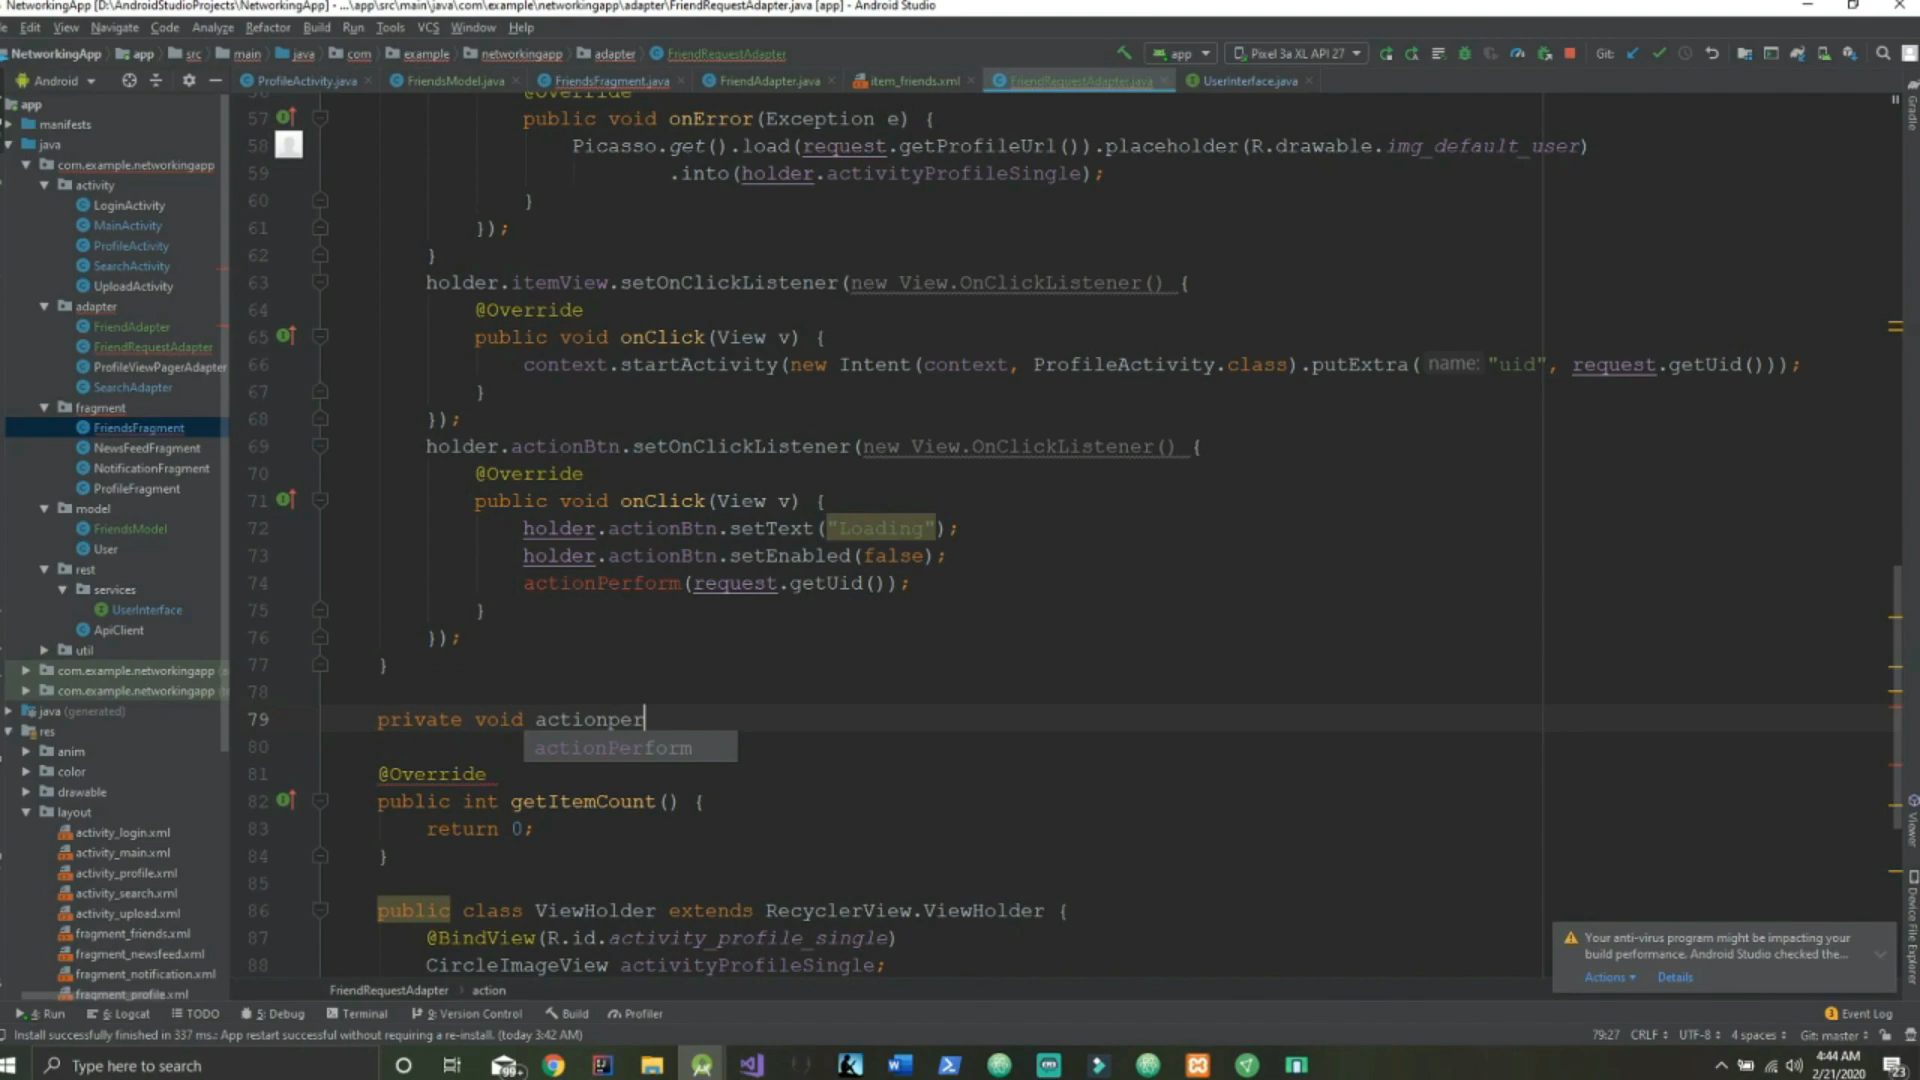 NetworkingApp [D:\AndroidStudioProjects\NetworkingApp] - ...\app\src\main\java\com\example\networkingapp\adapter\FriendRequestAdapter.java [app] - Android Studio
Edit View Navigate Code Analyze Refactor Build Run Tools VCS Window Help
NetworkingApp app src main java com example networkingapp adapter FriendRequestAdapter
app Pixel 3a XL API 27 Git:
Android
ProfileActivity.java FriendsModel.java FriendsFragment.java FriendAdapter.java item_friends.xml FriendRequestAdapter.java UserInterface.java
app
manifests
java
com.example.networkingapp
activity
LoginActivity
MainActivity
ProfileActivity
SearchActivity
UploadActivity
adapter
FriendAdapter
FriendRequestAdapter
ProfileViewPagerAdapter
SearchAdapter
fragment
FriendsFragment
NewsFeedFragment
NotificationFragment
ProfileFragment
model
FriendsModel
User
rest
services
UserInterface
ApiClient
util
com.example.networkingapp
com.example.networkingapp
java (generated)
res
anim
color
drawable
layout
activity_login.xml
activity_main.xml
activity_profile.xml
activity_search.xml
activity_upload.xml
fragment_friends.xml
fragment_newsfeed.xml
fragment_notification.xml
fragment_profile.xml
56 @Override
57 public void onError(Exception e) {
58 Picasso.get().load(request.getProfileUrl()).placeholder(R.drawable.img_default_user)
59 .into(holder.activityProfileSingle);
60 }
61 });
62 }
63 holder.itemView.setOnClickListener(new View.OnClickListener() {
64 @Override
65 public void onClick(View v) {
66 context.startActivity(new Intent(context, ProfileActivity.class).putExtra( name: "uid", request.getUid()));
67 }
68 });
69 holder.actionBtn.setOnClickListener(new View.OnClickListener() {
70 @Override
71 public void onClick(View v) {
72 holder.actionBtn.setText("Loading");
73 holder.actionBtn.setEnabled(false);
74 actionPerform(request.getUid());
75 }
76 });
77 }
78
79 private void actionper
actionPerform
80
81 @Override
82 public int getItemCount() {
83 return 0;
84 }
85
86 public class ViewHolder extends RecyclerView.ViewHolder {
87 @BindView(R.id.activity_profile_single)
88 CircleImageView activityProfileSingle;
FriendRequestAdapter action
Gradle
Viewer
Device File Explorer
Your anti-virus program might be impacting your
build performance. Android Studio checked the...
Actions Details
4: Run 6: Logcat TODO 5: Debug Terminal 9: Version Control Build Profiler Event Log
Install successfully finished in 337 ms.: App restart successful without requiring a re-install. (today 3:42 AM) 79:27 CRLF UTF-8 4 spaces Git: master
Type here to search
99+
4:44 AM
2/21/2020
23